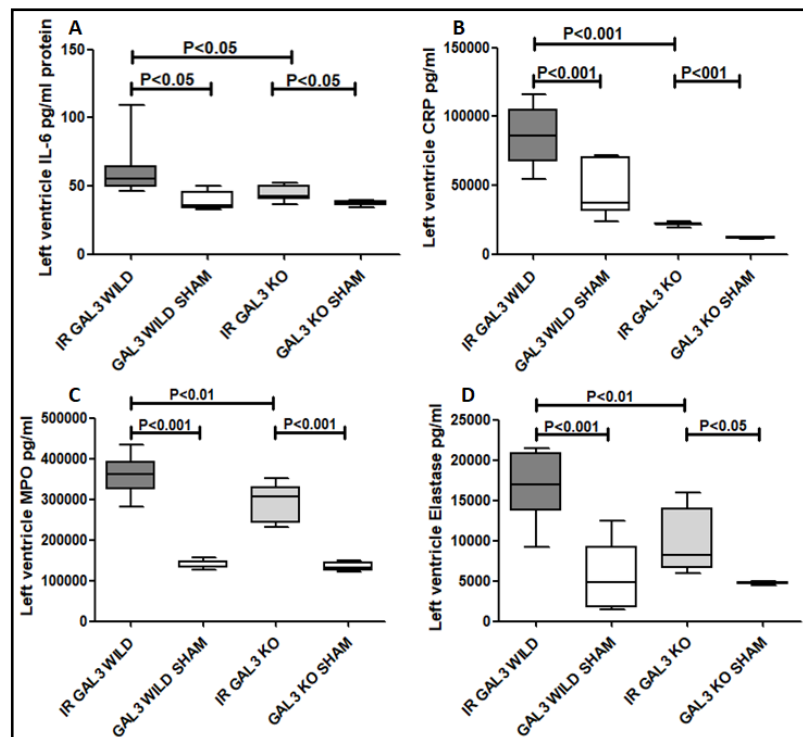 A
P<0.05
P<0.05
P<0.05
Left ventricle IL-6 pg/ml protein
150
100
50
0
IR GAL3 WILD
GAL3 WILD SHAM
IR GAL3 KO
GAL3 KO SHAM
B
P<0.001
P<0.001
P<001
Left ventricle CRP pg/ml
150000
100000
50000
0
IR GAL3 WILD
GAL3 WILD SHAM
IR GAL3 KO
GAL3 KO SHAM
C
P<0.01
P<0.001
P<0.001
Left ventricle MPO pg/ml
500000
400000
300000
200000
100000
0
IR GAL3 WILD
GAL3 WILD SHAM
IR GAL3 KO
GAL3 KO SHAM
D
P<0.01
P<0.001
P<0.05
Left ventricle Elastase pg/ml
25000
20000
15000
10000
5000
0
IR GAL3 WILD
GAL3 WILD SHAM
IR GAL3 KO
GAL3 KO SHAM